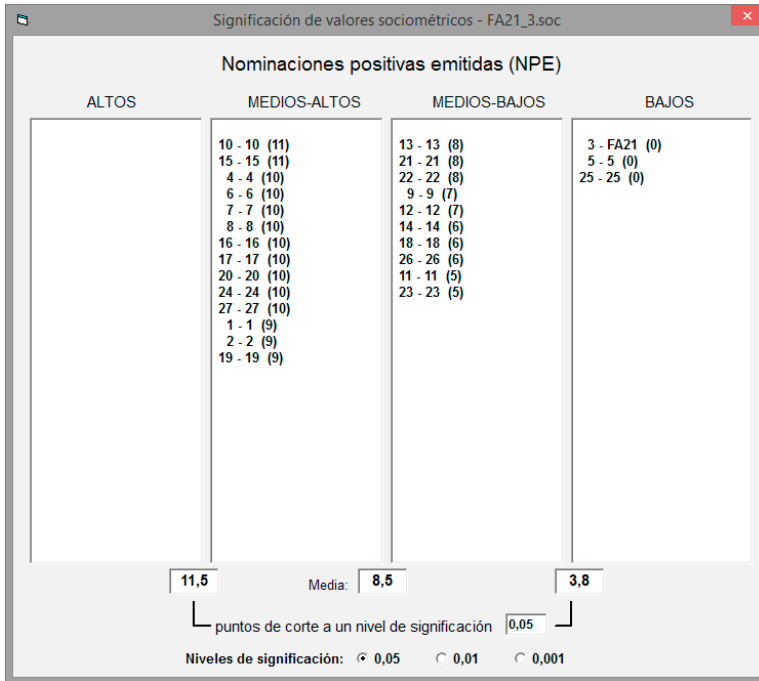 Significación de valores sociométricos - FA21_3.soc
Nominaciones positivas emitidas (NPE)
ALTOS
MEDIOS-ALTOS
10 - 10 (11)
15 - 15 (11)
4 - 4 (10)
6 - 6 (10)
7 - 7 (10)
8 - 8 (10)
16 - 16 (10)
17 - 17 (10)
20 - 20 (10)
24 - 24 (10)
27 - 27 (10)
1 - 1 (9)
2 - 2 (9)
19 - 19 (9)
MEDIOS-BAJOS
13 - 13 (8)
21 - 21 (8)
22 - 22 (8)
9 - 9 (7)
12 - 12 (7)
14 - 14 (6)
18 - 18 (6)
26 - 26 (6)
11 - 11 (5)
23 - 23 (5)
BAJOS
3 - FA21 (0)
5 - 5 (0)
25 - 25 (0)
11,5 Media: 8,5 3,8
puntos de corte a un nivel de significación 0,05
Niveles de significación: 0,05 0,01 0,001